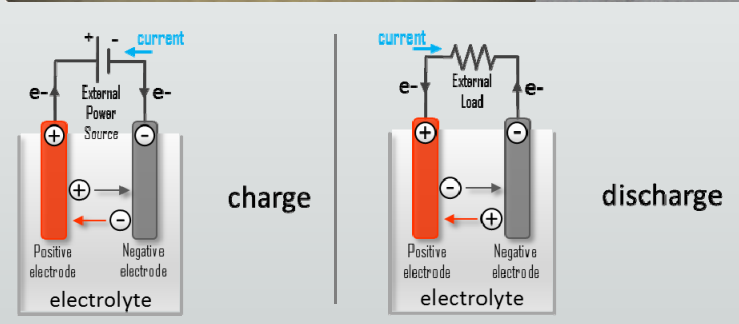 + -
current
e-
e-
External
Power
Source
+
-
+
-
Positive
electrode
Negative
electrode
electrolyte
charge
current
e-
External
Load
e-
+
-
-
+
Positive
electrode
Negative
electrode
electrolyte
discharge